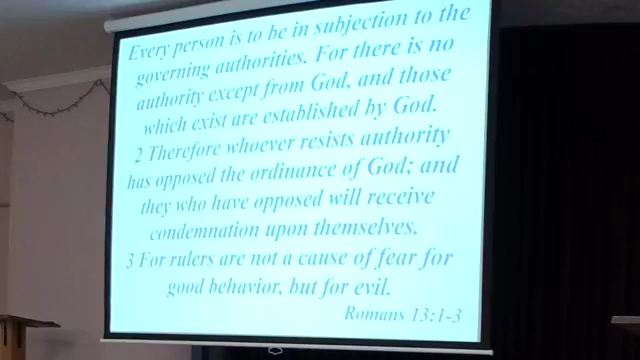 Every person is to be in subjection to the
governing authorities. For there is no
authority except from God, and those
which exist are established by God.
2 Therefore whoever resists authority
has opposed the ordinance of God; and
they who have opposed will receive
condemnation upon themselves.
3 For rulers are not a cause of fear for
good behavior, but for evil.
Romans 13:1-3